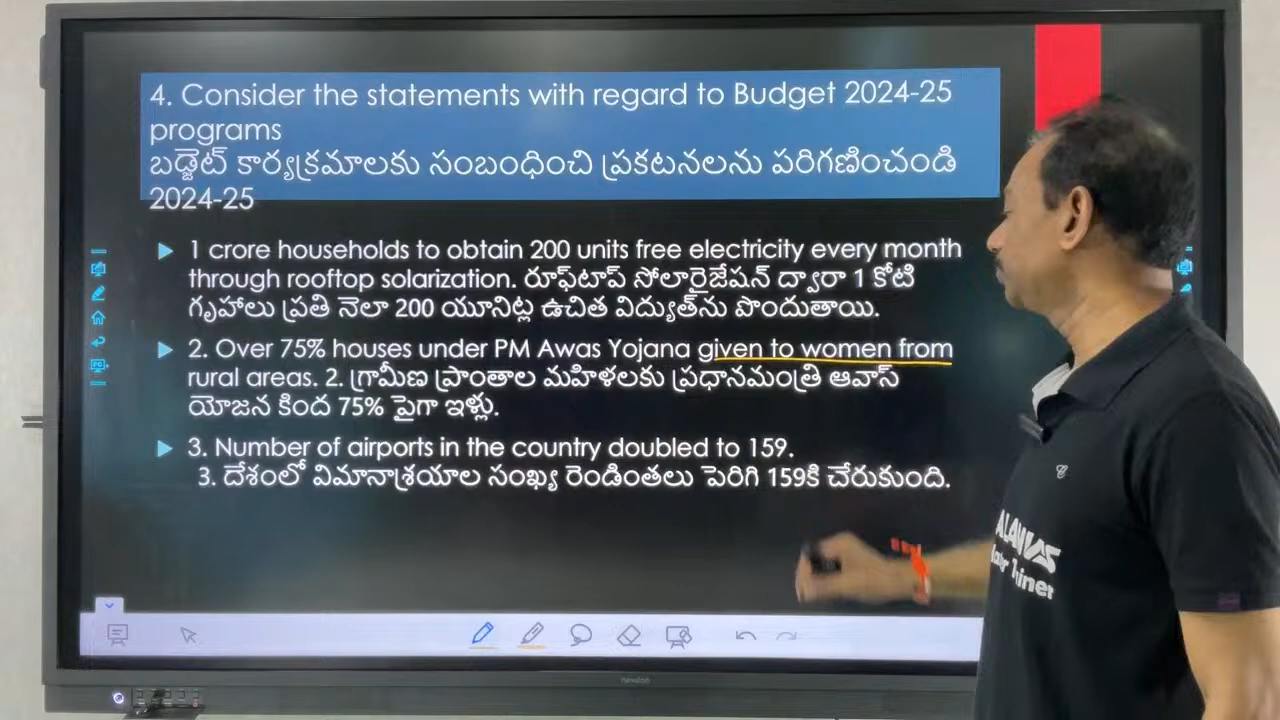 4. Consider the statements with regard to Budget 2024-25
programs
బడ్జెట్ కార్యక్రమాలకు సంబంధించి ప్రకటనలను పరిగణించండి
2024-25
1 crore households to obtain 200 units free electricity every month
through rooftop solarization. రూఫ్‌టాప్ సోలారైజేషన్ ద్వారా 1 కోటి
గృహాలు ప్రతి నెలా 200 యూనిట్ల ఉచిత విద్యుత్‌ను పొందుతాయి.
2. Over 75% houses under PM Awas Yojana given to women from
rural areas. 2. గ్రామీణ ప్రాంతాల మహిళలకు ప్రధానమంత్రి ఆవాస్
యోజన కింద 75% పైగా ఇళ్లు.
3. Number of airports in the country doubled to 159.
3. దేశంలో విమానాశ్రయాల సంఖ్య రెండింతలు పెరిగి 159కి చేరుకుంది.